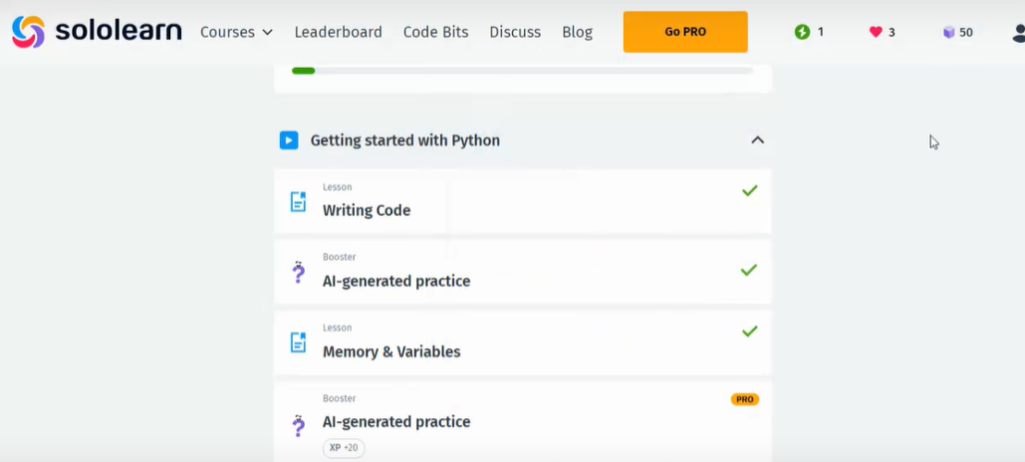 sololearn Courses Leaderboard Code Bits Discuss Blog Go PRO 1 3 50
Getting started with Python
Lesson
Writing Code
Booster
AI-generated practice
Lesson
Memory & Variables
Booster
PRO
AI-generated practice
XP +20